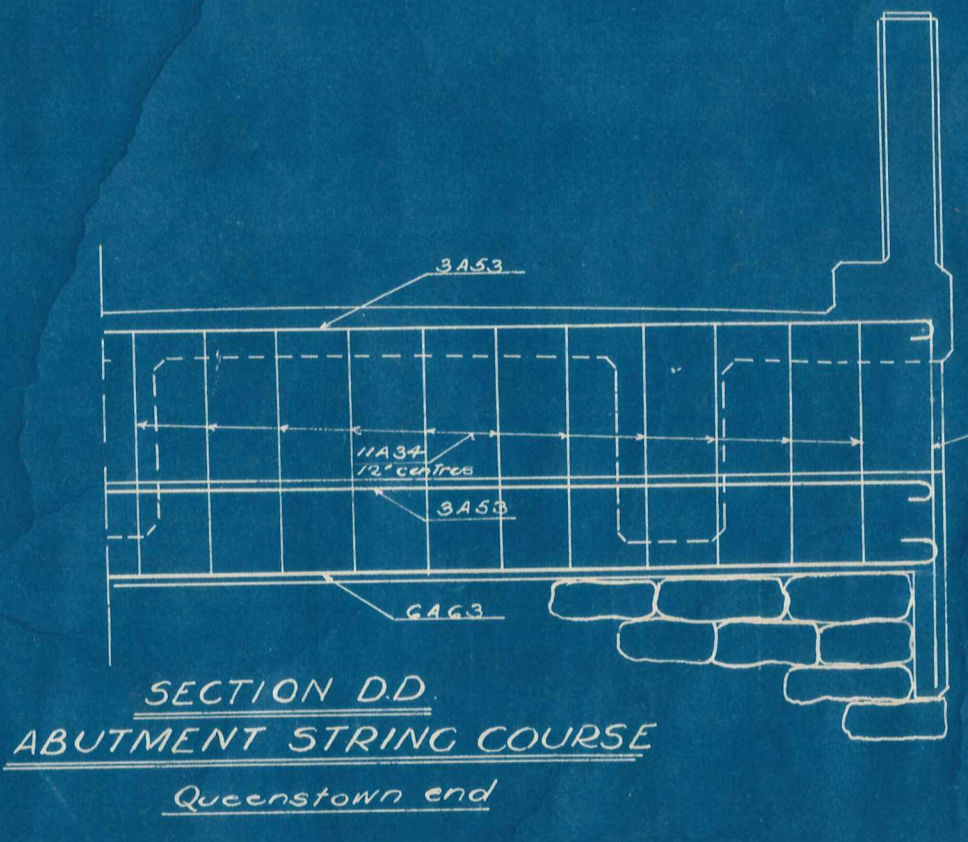 3A53
11A34
12" centres
3A53
6A63
SECTION D.D.
ABUTMENT STRING COURSE
Queenstown end